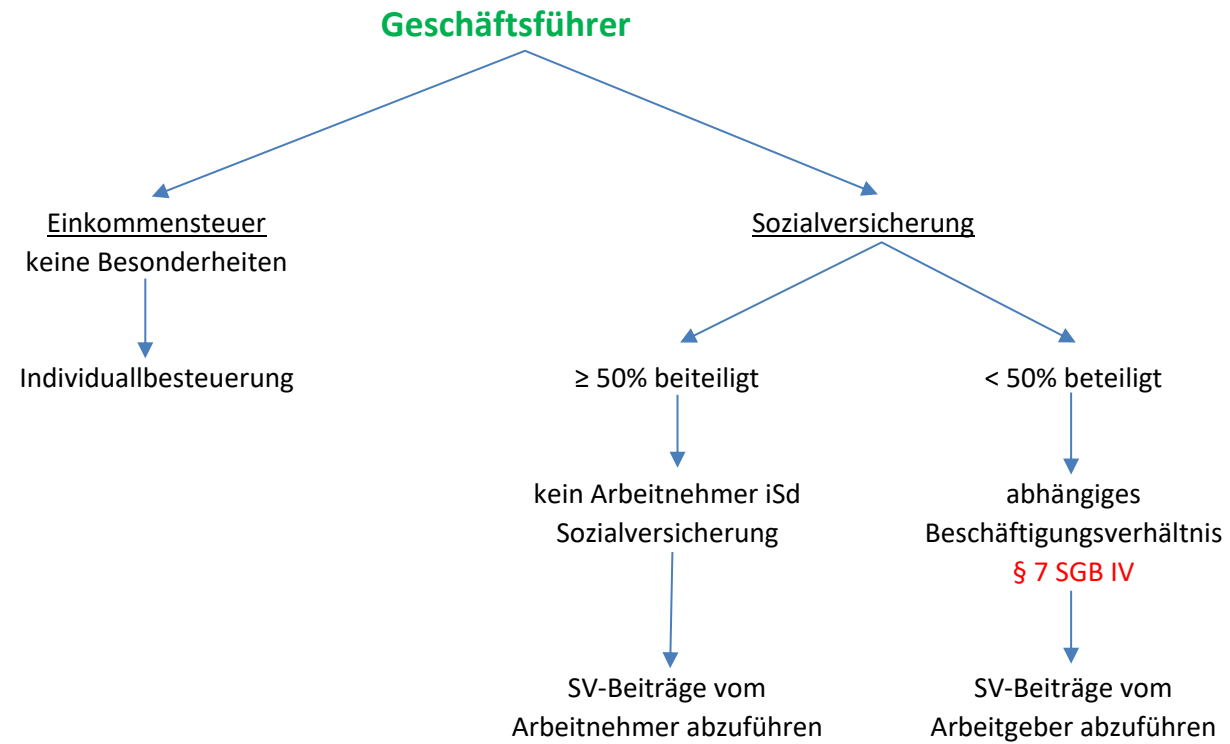 Geschäftsführer
Einkommensteuer
keine Besonderheiten
Individuallbesteuerung
Sozialversicherung
≥ 50% beiteiligt
kein Arbeitnehmer iSd
Sozialversicherung
SV-Beiträge vom
Arbeitnehmer abzuführen
< 50% beteiligt
abhängiges
Beschäftigungsverhältnis
§ 7 SGB IV
SV-Beiträge vom
Arbeitgeber abzuführen